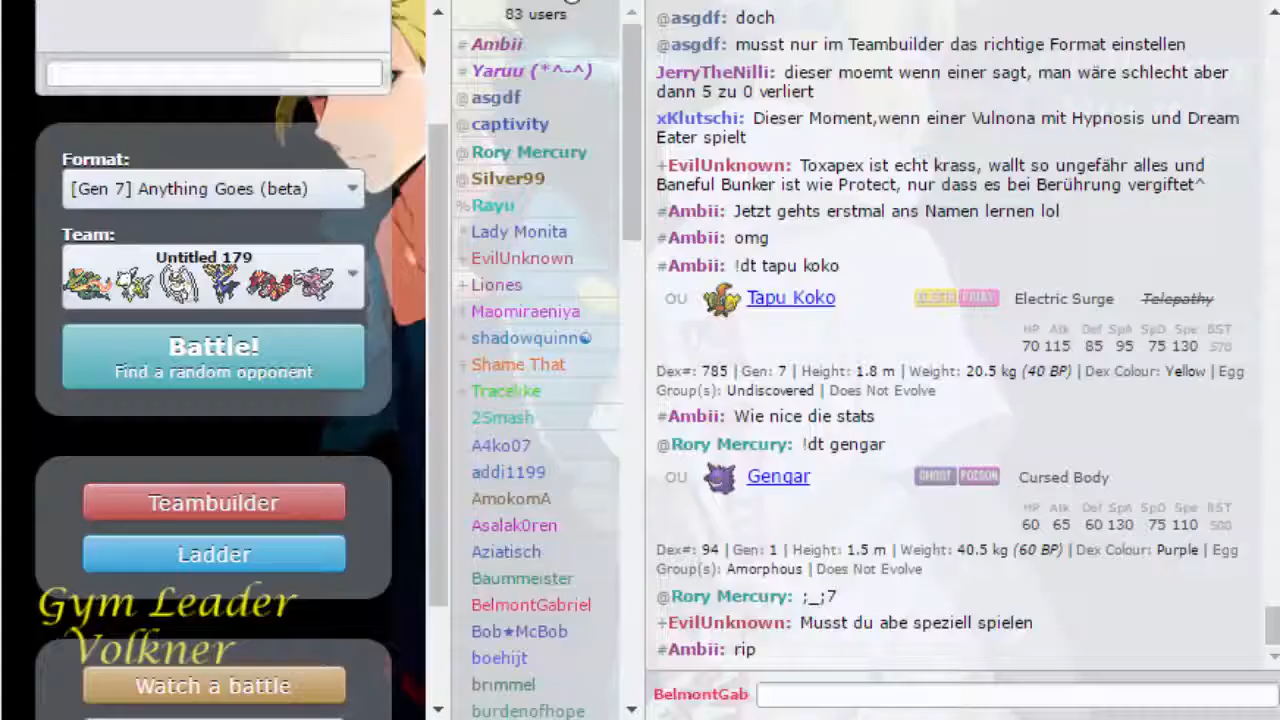 Format:
[Gen 7] Anything Goes (beta)
Team:
Untitled 179
Battle!
Find a random opponent
Teambuilder
Ladder
Gym Leader
Volkner
Watch a battle
83 users
# Ambii
# Yaruu (*^-^)
@ asgdf
@ captivity
@ Rory Mercury
@ Silver99
% Rayu
* Lady Monita
+ EvilUnknown
+ Liones
+ Maomiraeniya
+ shadowquinn☯
+ Shame That
+ Tracelike
2Smash
A4ko07
addi1199
AmokomA
Asalak0ren
Aziatisch
Baummeister
BelmontGabriel
Bob★McBob
boehijt
brimmel
burdenofhope
@asgdf: doch
@asgdf: musst nur im Teambuilder das richtige Format einstellen
JerryTheNilli: dieser moemt wenn einer sagt, man wäre schlecht aber
dann 5 zu 0 verliert
xKlutschi: Dieser Moment,wenn einer Vulnona mit Hypnosis und Dream
Eater spielt
+EvilUnknown: Toxapex ist echt krass, wallt so ungefähr alles und
Baneful Bunker ist wie Protect, nur dass es bei Berührung vergiftet^
#Ambii: Jetzt gehts erstmal ans Namen lernen lol
#Ambii: omg
#Ambii: !dt tapu koko
OU Tapu Koko ELECTR FAIRY Electric Surge Telepathy
HP Atk Def SpA SpD Spe BST
70 115 85 95 75 130 570
Dex#: 785 | Gen: 7 | Height: 1.8 m | Weight: 20.5 kg (40 BP) | Dex Colour: Yellow | Egg
Group(s): Undiscovered | Does Not Evolve
#Ambii: Wie nice die stats
@Rory Mercury: !dt gengar
OU Gengar GHOST POISON Cursed Body
HP Atk Def SpA SpD Spe BST
60 65 60 130 75 110 500
Dex#: 94 | Gen: 1 | Height: 1.5 m | Weight: 40.5 kg (60 BP) | Dex Colour: Purple | Egg
Group(s): Amorphous | Does Not Evolve
@Rory Mercury: ;_;7
+EvilUnknown: Musst du abe speziell spielen
#Ambii: rip
BelmontGab